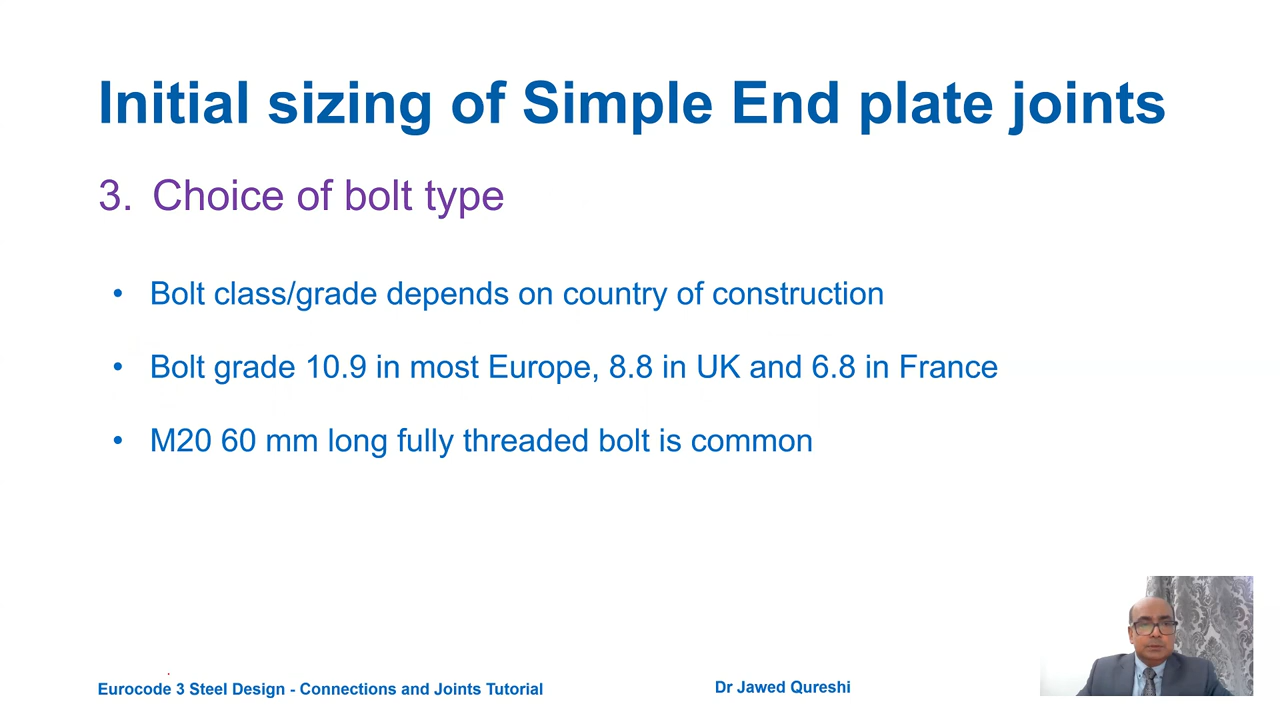 Initial sizing of Simple End plate joints
3. Choice of bolt type
• Bolt class/grade depends on country of construction
• Bolt grade 10.9 in most Europe, 8.8 in UK and 6.8 in France
• M20 60 mm long fully threaded bolt is common
Eurocode 3 Steel Design - Connections and Joints Tutorial
Dr Jawed Qureshi